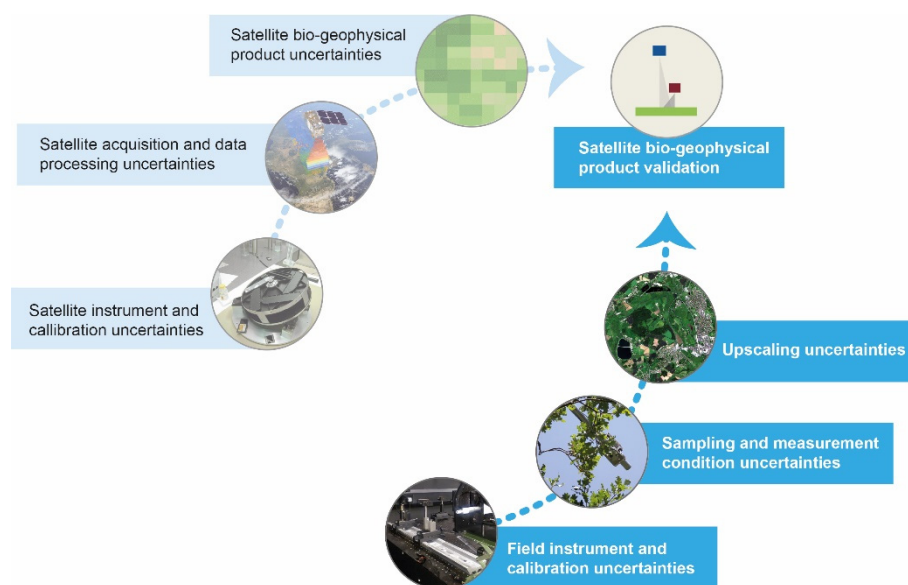 Satellite bio-geophysical
product uncertainties
Satellite acquisition and data
processing uncertainties
Satellite bio-geophysical
product validation
Satellite instrument and
callibration uncertainties
Upscaling uncertainties
Sampling and measurement
condition uncertainties
Field instrument and
calibration uncertainties